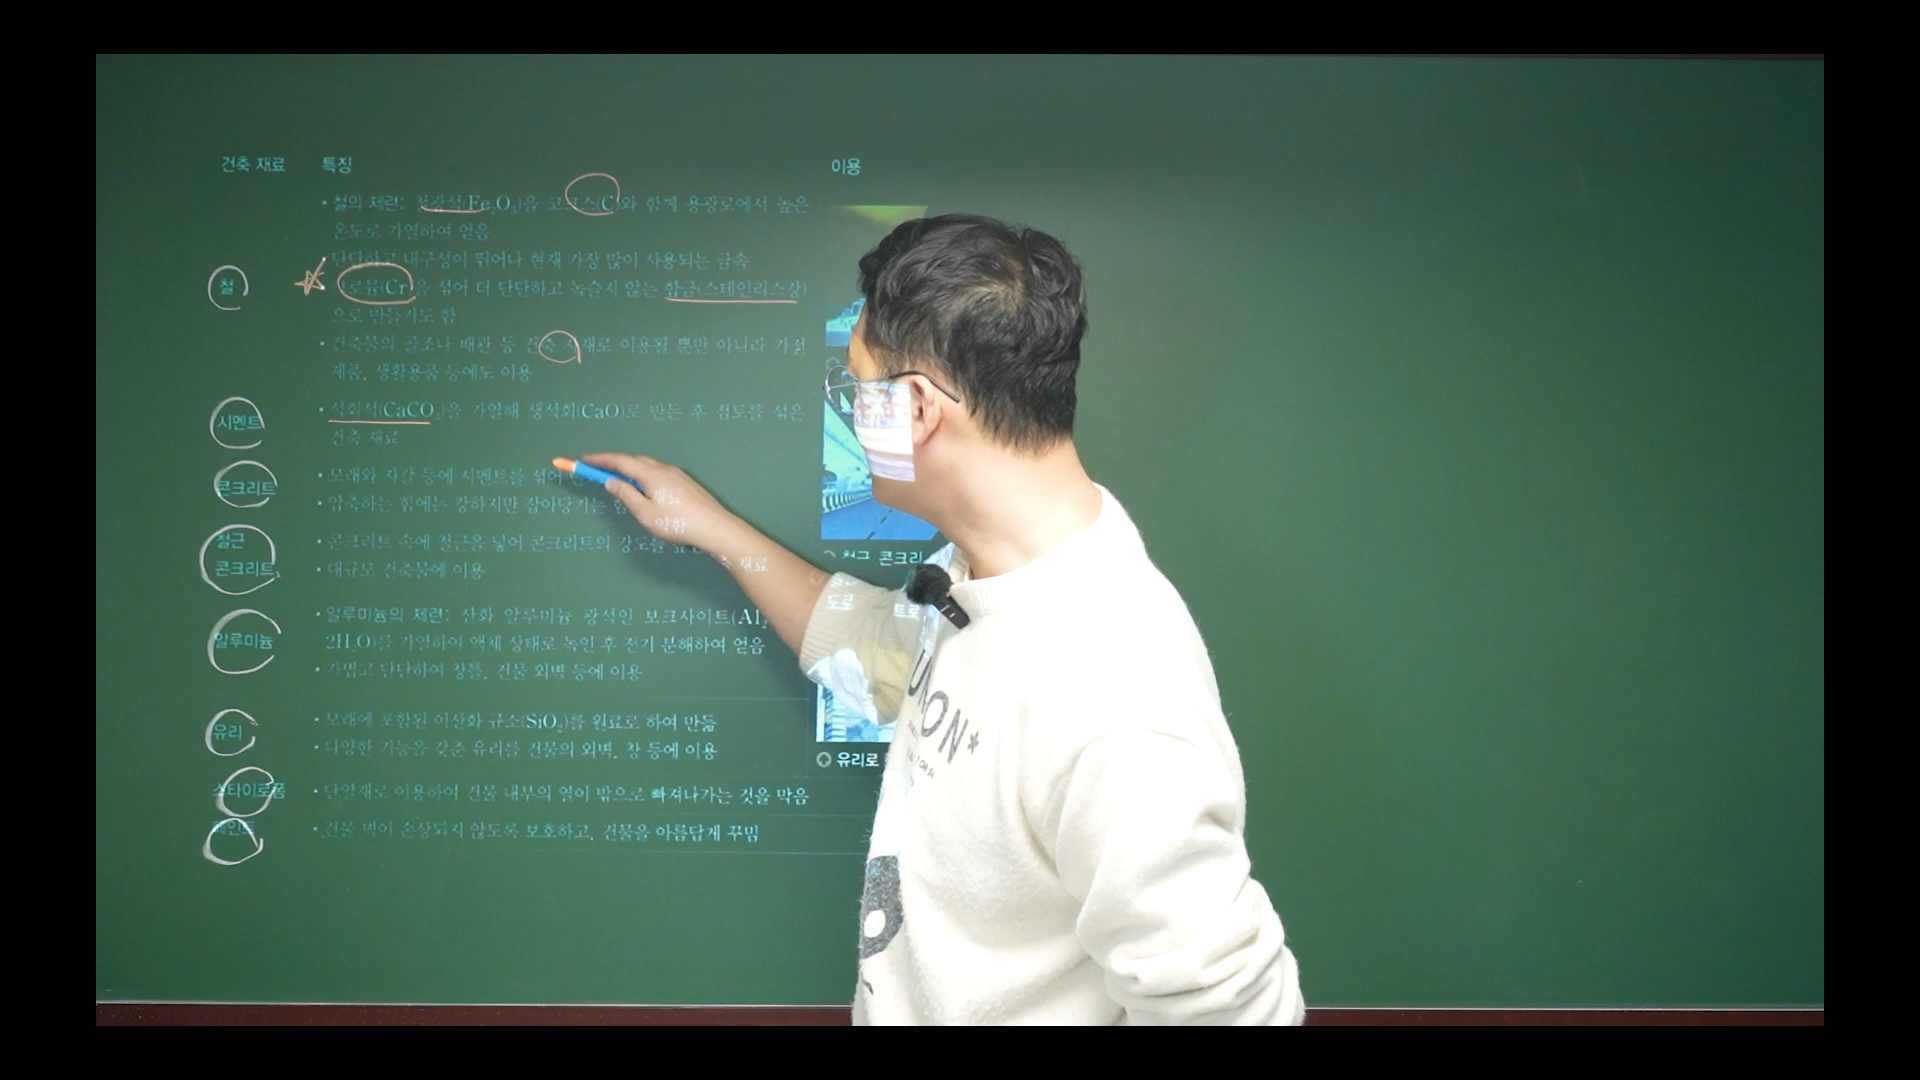 건축 재료 특징 이용
• 철의 제련: 철광석(Fe₂O₃)을 코크스(C)와 함께 용광로에서 높은
온도로 가열하여 얻음
철
• 단단하고 내구성이 뛰어나 현재 가장 많이 사용되는 금속
• 크로뮴(Cr)을 섞어 더 단단하고 녹슬지 않는 합금(스테인리스강)
으로 만들기도 함
• 건축물의 골조나 배관 등 건축 자재로 이용될 뿐만 아니라 가전
제품, 생활용품 등에도 이용
시멘트
• 석회석(CaCO₃)을 가열해 생석회(CaO)로 만든 후 점토를 섞은
건축 재료
콘크리트
• 모래와 자갈 등에 시멘트를 섞어 재료
• 압축하는 힘에는 강하지만 잡아당기는 힘 약함
철근
콘크리트
• 콘크리트 속에 철근을 넣어 콘크리트의 강도를 재료
• 대규모 건축물에 이용
철근 콘크리
도로 트로
알루미늄
• 알루미늄의 제련: 산화 알루미늄 광석인 보크사이트(Al₂
2H₂O)를 가열하여 액체 상태로 녹인 후 전기 분해하여 얻음
• 가볍고 단단하여 창틀, 건물 외벽 등에 이용
유리
• 모래에 포함된 이산화 규소(SiO₂)를 원료로 하여 만듦
• 다양한 기능을 갖춘 유리를 건물의 외벽, 창 등에 이용
유리로
스타이로폼
• 단열재로 이용하여 건물 내부의 열이 밖으로 빠져나가는 것을 막음
페인트
• 건물 벽이 손상되지 않도록 보호하고, 건물을 아름답게 꾸밈
UNION*